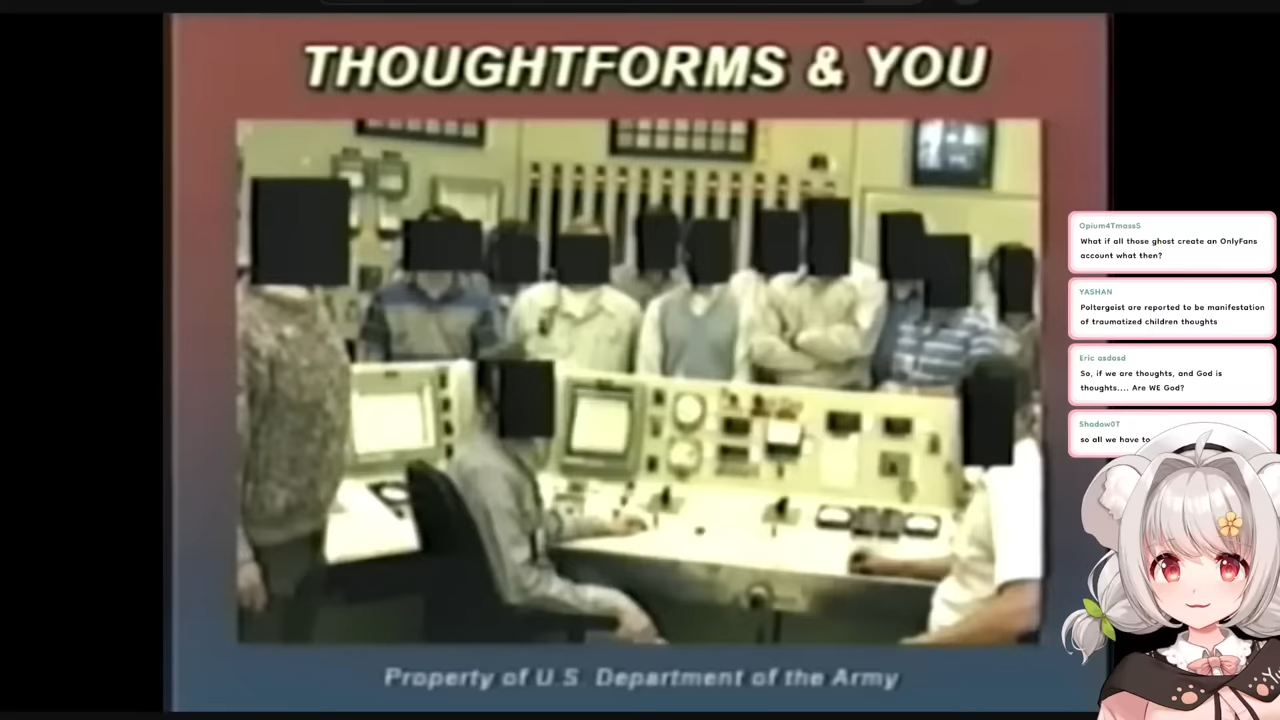 THOUGHTFORMS & YOU
Property of U.S. Department of the Army
Opium4TmassS
What if all those ghost create an OnlyFans
account what then?
YASHAN
Poltergeist are reported to be manifestation
of traumatized children thoughts
Eric asdasd
So, if we are thoughts, and God is
thoughts.... Are WE God?
Shadow0T
so all we have to